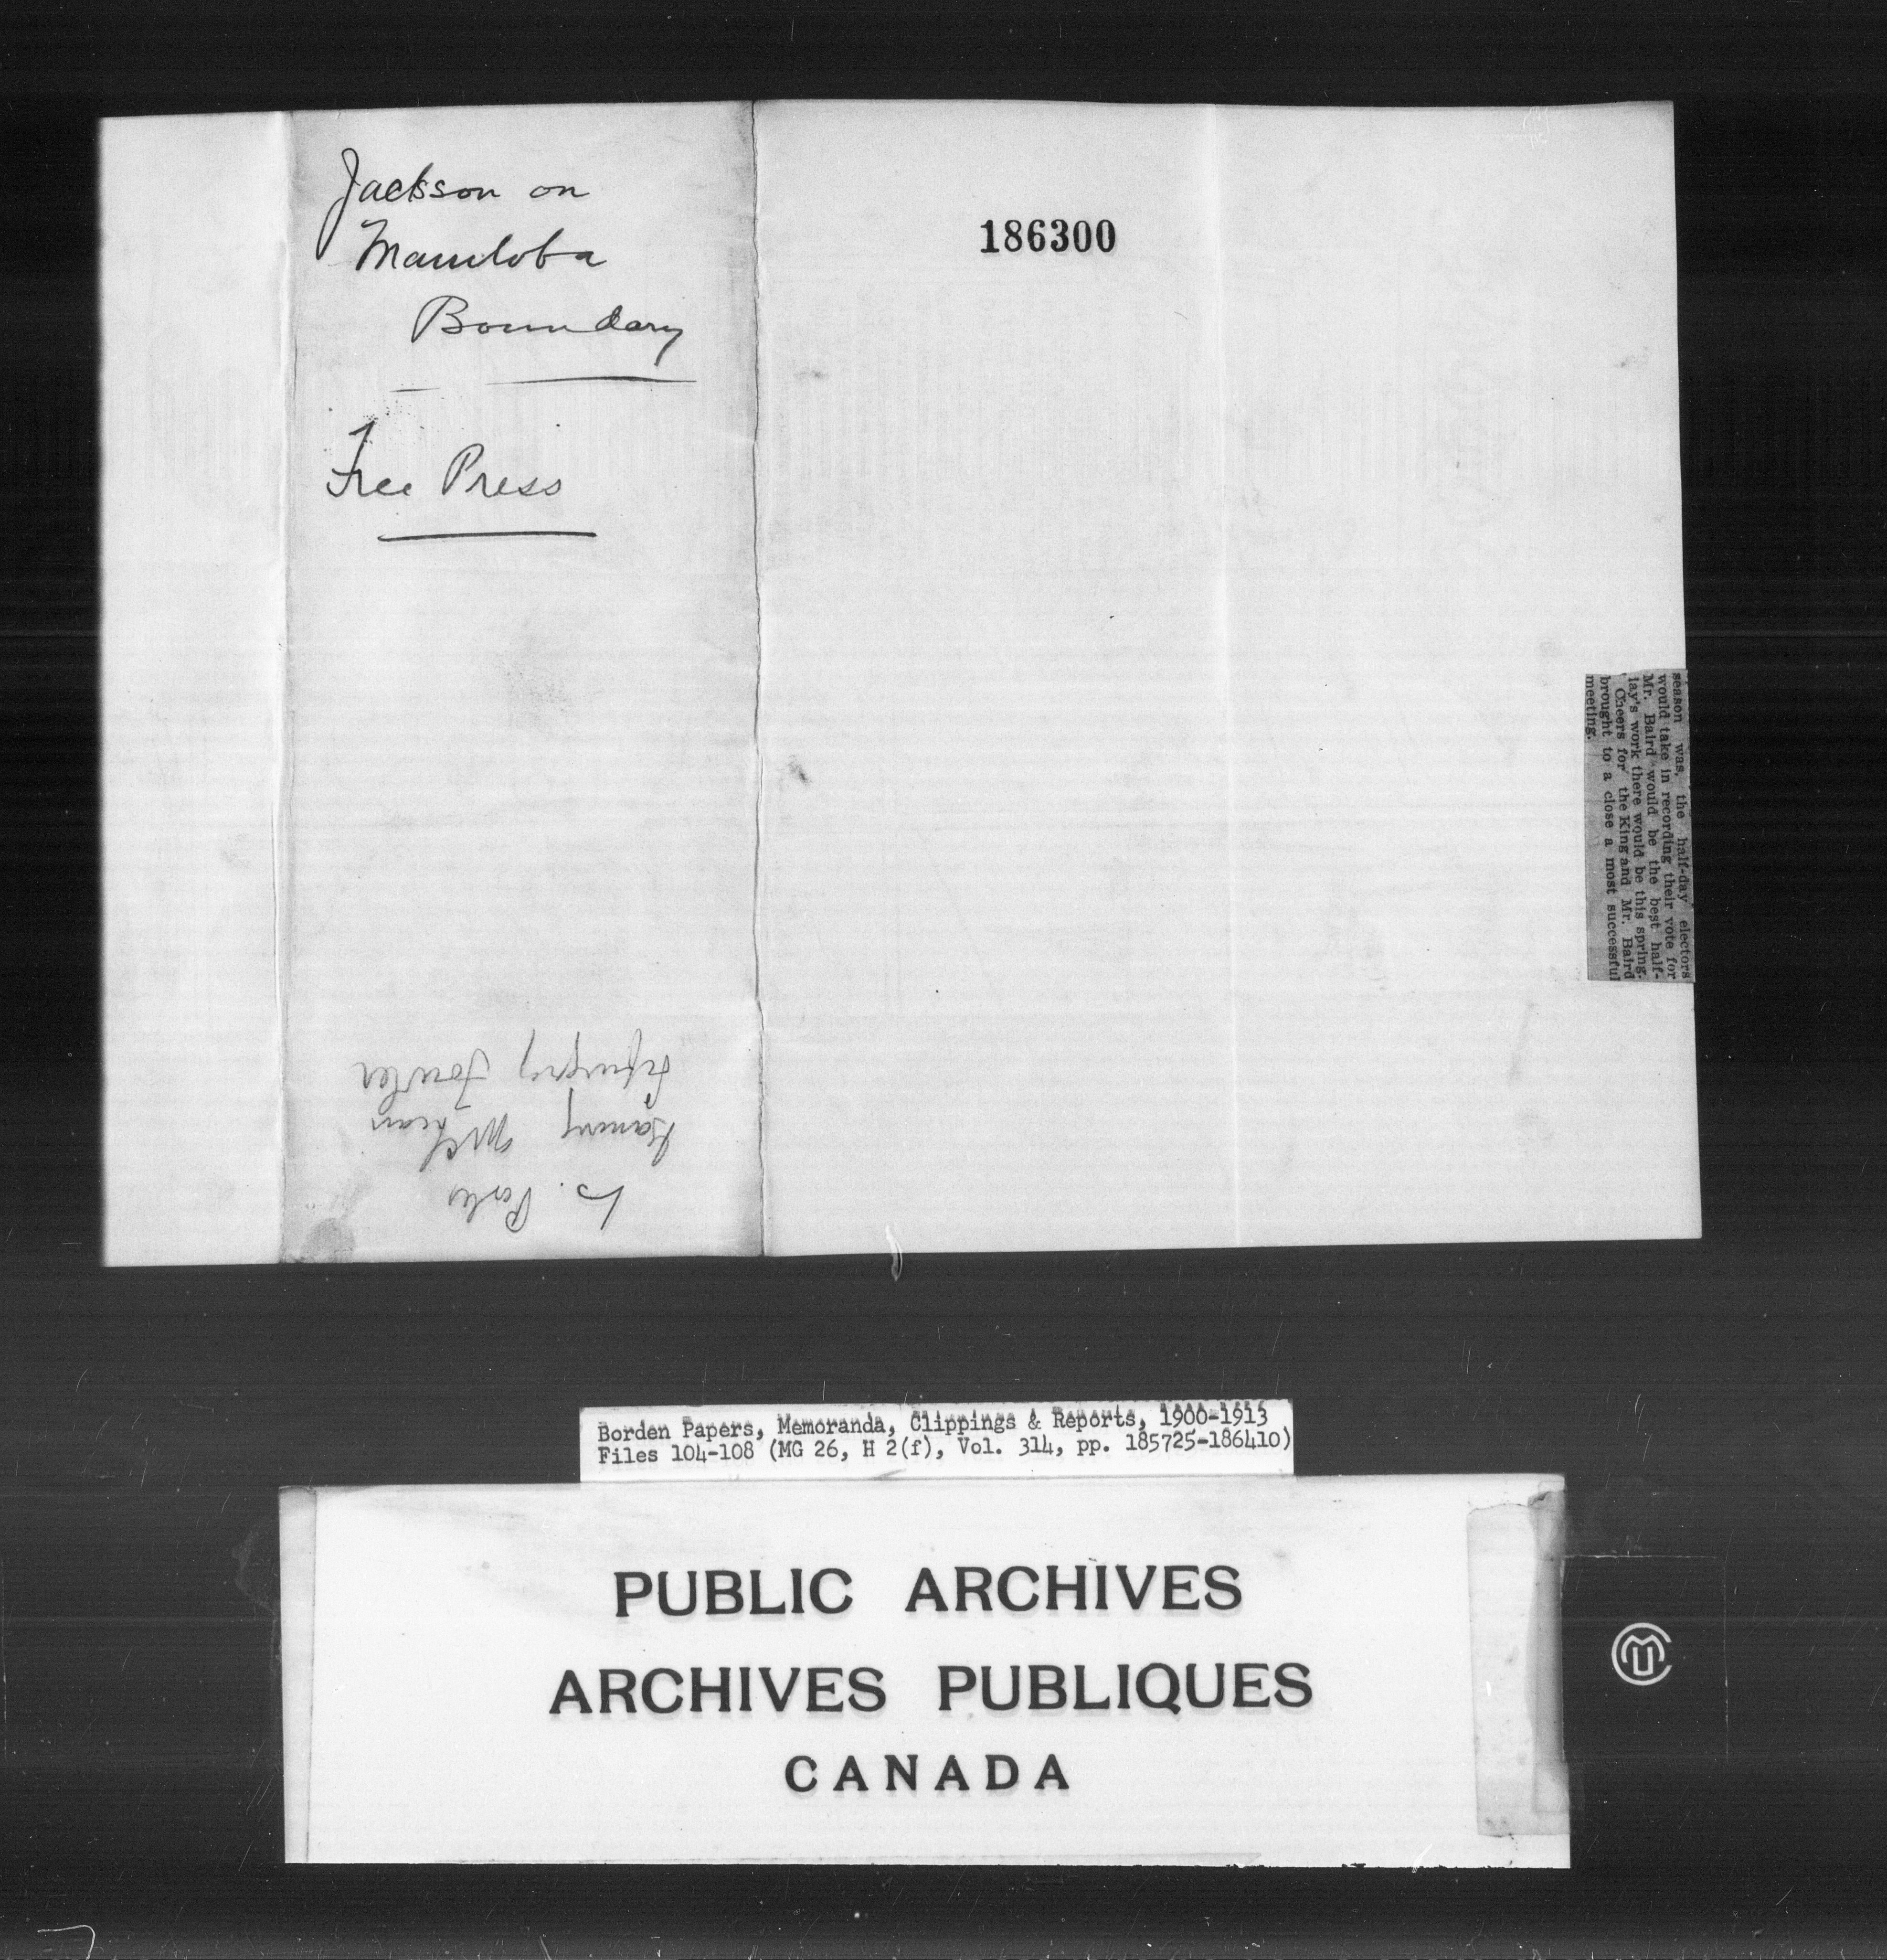 Jackson on
Manitoba
Boundary
Free Press
186300
season was, the half-day electors
would take in recording their vote for
Mr. Baird would be the best half-
lay's work there would be this spring.
Cheers for the King and Mr. Baird
brought to a close a most successful
meeting.
Fowler
Borden Papers, Memoranda, Clippings & Reports, 1900-1913
Files 104-108 (MG 26, H 2(f), Vol. 314, pp. 185725-186410)
PUBLIC ARCHIVES
ARCHIVES PUBLIQUES
CANADA